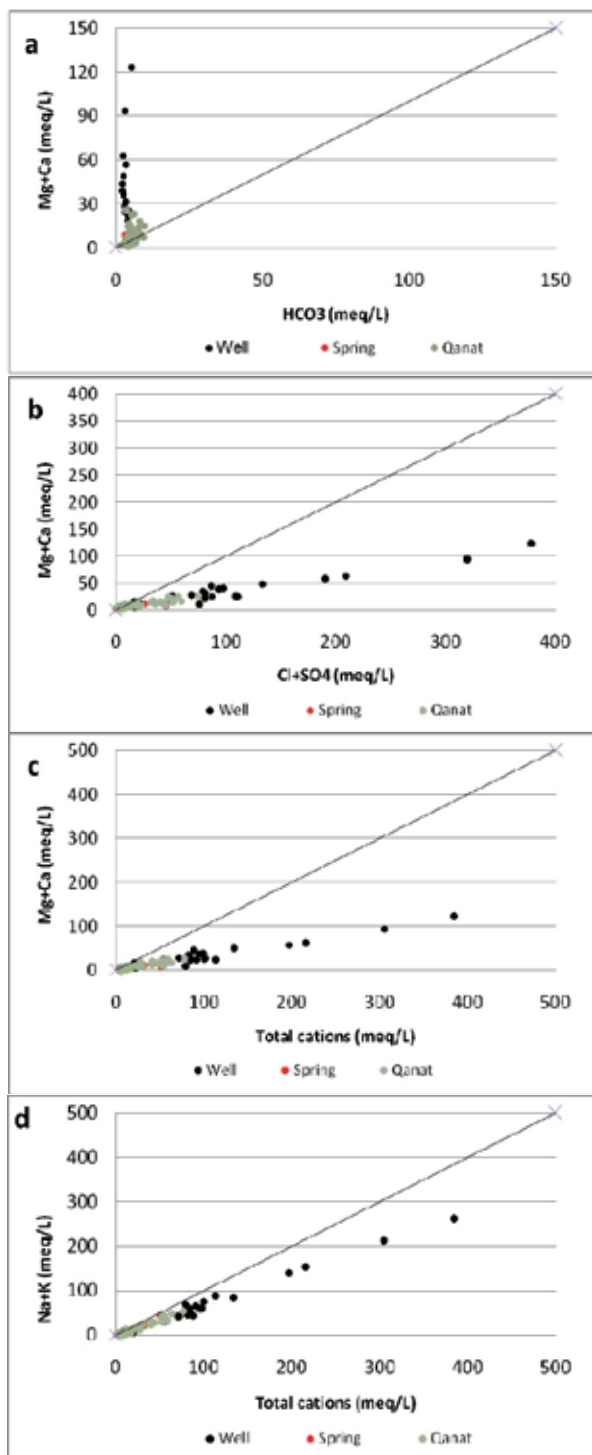 a
150
120
90
60
30
0
Mg+Ca (meq/L)
0 50 100 150
HCO3 (meq/L)
Well Spring Qanat
b
400
350
300
250
200
150
100
50
0
Mg+Ca (meq/L)
0 100 200 300 400
Cl+SO4 (meq/L)
Well Spring Qanat
c
500
400
300
200
100
0
Mg+Ca (meq/L)
0 100 200 300 400 500
Total cations (meq/L)
Well Spring Qanat
d
500
400
300
200
100
0
Na+K (meq/L)
0 100 200 300 400 500
Total cations (meq/L)
Well Spring Qanat